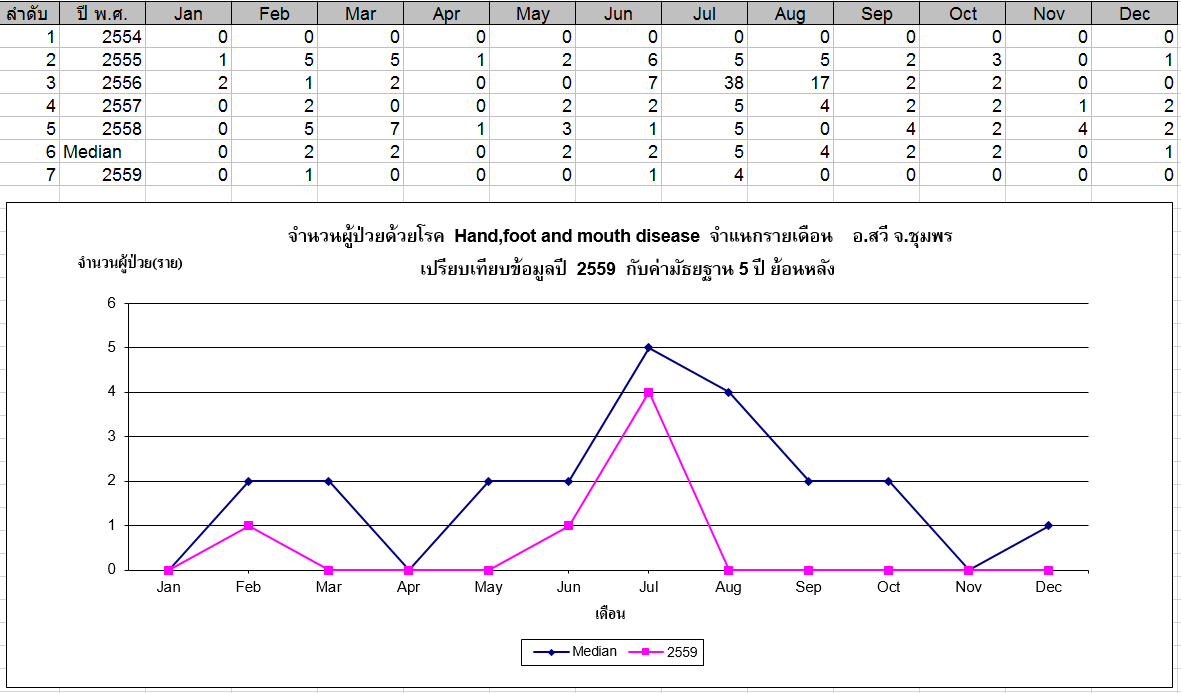 ลำดับ ปี พ.ศ. Jan Feb Mar Apr May Jun Jul Aug Sep Oct Nov Dec
1 2554 0 0 0 0 0 0 0 0 0 0 0 0
2 2555 1 5 5 1 2 6 5 5 2 3 0 1
3 2556 2 1 2 0 0 7 38 17 2 2 0 0
4 2557 0 2 0 0 2 2 5 4 2 2 1 2
5 2558 0 5 7 1 3 1 5 0 4 2 4 2
6 Median 0 2 2 0 2 2 5 4 2 2 0 1
7 2559 0 1 0 0 0 1 4 0 0 0 0 0
จำนวนผู้ป่วยด้วยโรค Hand,foot and mouth disease จำแนกรายเดือน อ.สวี จ.ชุมพร
จำนวนผู้ป่วย(ราย)
เปรียบเทียบข้อมูลปี 2559 กับค่ามัธยฐาน 5 ปี ย้อนหลัง
6
5
4
3
2
1
0
Jan Feb Mar Apr May Jun Jul Aug Sep Oct Nov Dec
เดือน
Median 2559